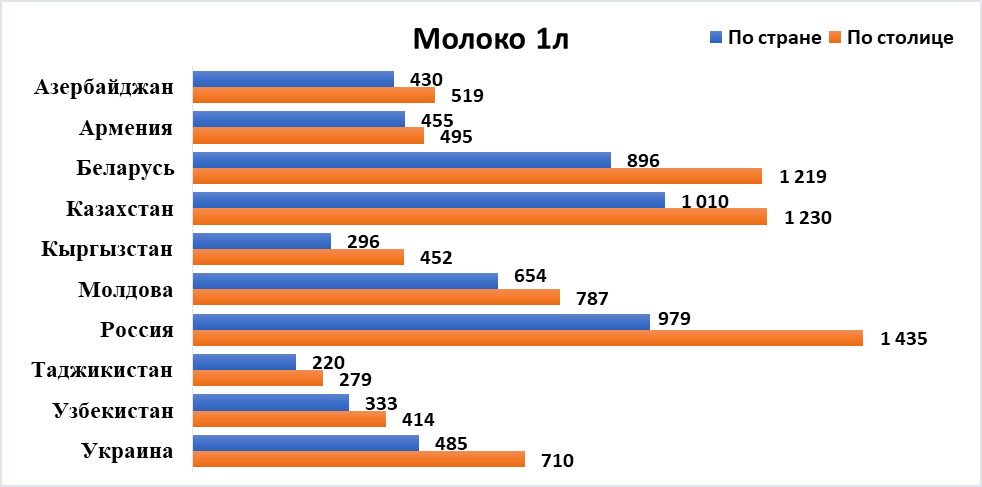 Молоко 1л
По стране По столице
Азербайджан 430 519
Армения 455 495
Беларусь 896 1 219
Казахстан 1 010 1 230
Кыргызстан 296 452
Молдова 654 787
Россия 979 1 435
Таджикистан 220 279
Узбекистан 333 414
Украина 485 710